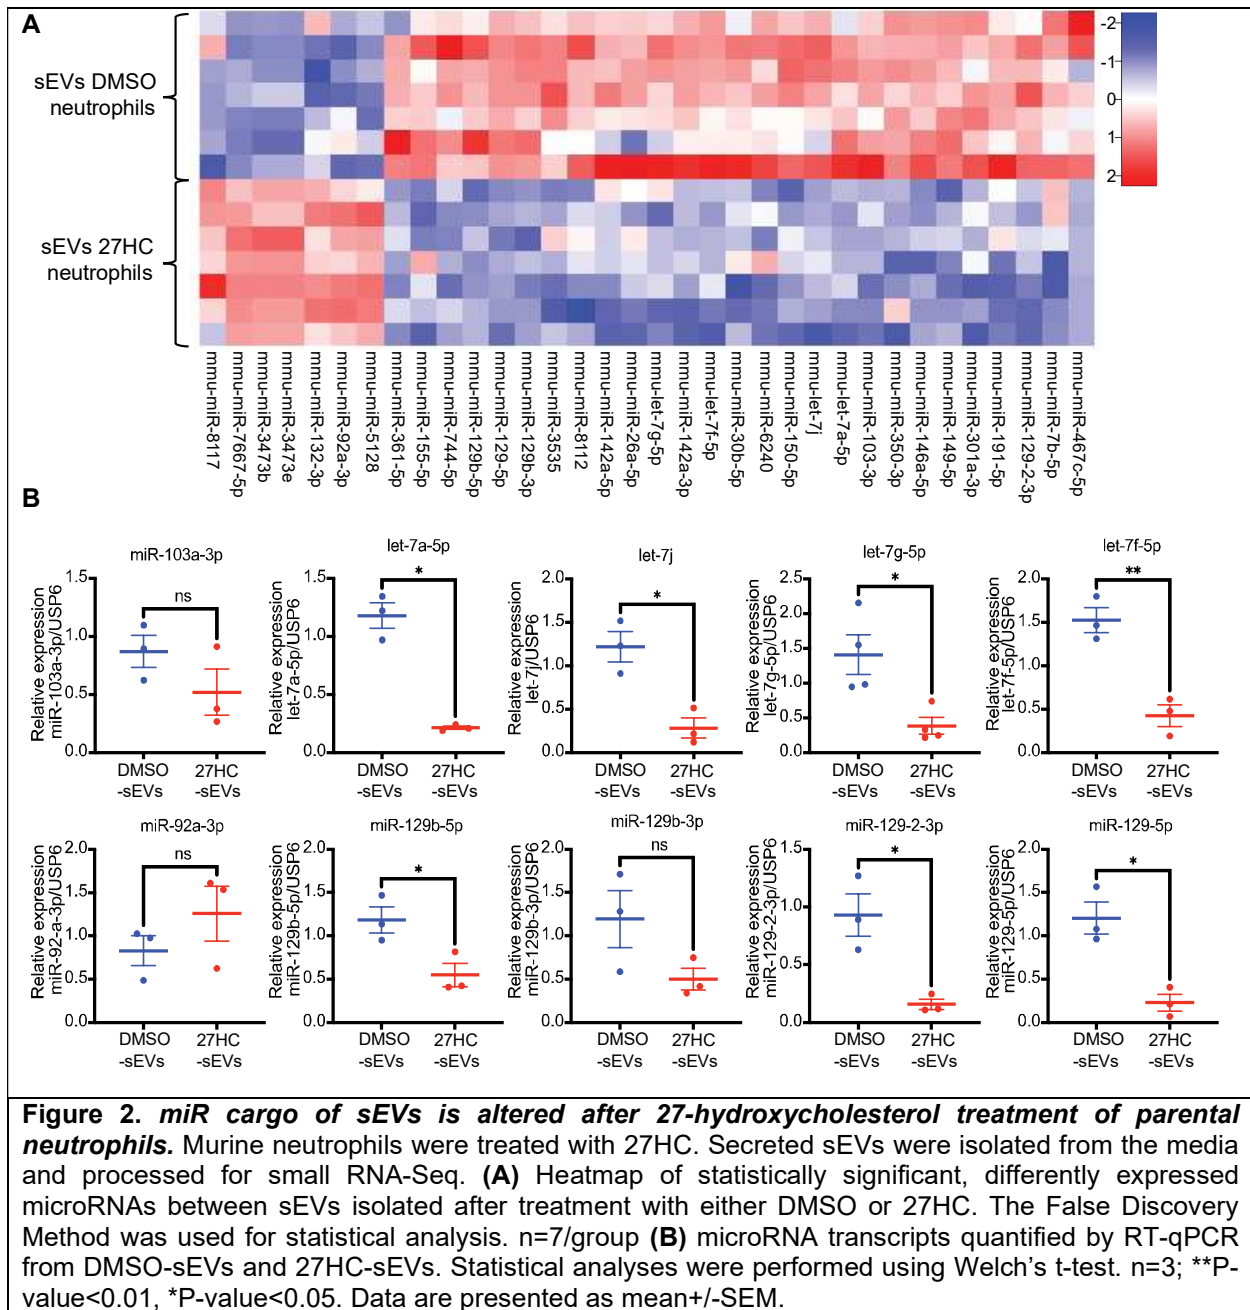 A
sEVs DMSO
neutrophils
sEVs 27HC
neutrophils
-2
-1
0
1
2
mmu-miR-8117
mmu-miR-7667-5p
mmu-miR-3473b
mmu-miR-3473e
mmu-miR-132-3p
mmu-miR-92a-3p
mmu-miR-5128
mmu-miR-361-5p
mmu-miR-155-5p
mmu-miR-744-5p
mmu-miR-129b-5p
mmu-miR-129-5p
mmu-miR-129b-3p
mmu-miR-3535
mmu-miR-8112
mmu-miR-142a-5p
mmu-miR-26a-5p
mmu-let-7g-5p
mmu-miR-142a-3p
mmu-let-7f-5p
mmu-miR-30b-5p
mmu-miR-6240
mmu-miR-150-5p
mmu-let-7j
mmu-let-7a-5p
mmu-miR-103-3p
mmu-miR-350-3p
mmu-miR-146a-5p
mmu-miR-149-5p
mmu-miR-301a-3p
mmu-miR-191-5p
mmu-miR-129-2-3p
mmu-miR-7b-5p
mmu-miR-467c-5p
B
miR-103a-3p
Relative expression
miR-103a-3p/USP6
1.5
1.0
0.5
0.0
ns
DMSO
-sEVs
27HC
-sEVs
let-7a-5p
Relative expression
let-7a-5p/USP6
1.5
1.0
0.5
0.0
*
DMSO
-sEVs
27HC
-sEVs
let-7j
Relative expression
let-7j/USP6
2.0
1.5
1.0
0.5
0.0
*
DMSO
-sEVs
27HC
-sEVs
let-7g-5p
Relative expression
let-7g-5p/USP6
2.5
2.0
1.5
1.0
0.5
0.0
*
DMSO
-sEVs
27HC
-sEVs
let-7f-5p
Relative expression
let-7f-5p/USP6
2.0
1.5
1.0
0.5
0.0
**
DMSO
-sEVs
27HC
-sEVs
miR-92a-3p
Relative expression
miR-92-a-3p/USP6
2.0
1.5
1.0
0.5
0.0
ns
DMSO
-sEVs
27HC
-sEVs
miR-129b-5p
Relative expression
miR-129b-5p/USP6
2.0
1.5
1.0
0.5
0.0
*
DMSO
-sEVs
27HC
-sEVs
miR-129b-3p
Relative expression
miR-129b-3p/USP6
2.0
1.5
1.0
0.5
0.0
ns
DMSO
-sEVs
27HC
-sEVs
miR-129-2-3p
Relative expression
miR-129-2-3p/USP6
1.5
1.0
0.5
0.0
*
DMSO
-sEVs
27HC
-sEVs
miR-129-5p
Relative expression
miR-129-5p/USP6
2.0
1.5
1.0
0.5
0.0
*
DMSO
-sEVs
27HC
-sEVs
Figure 2. miR cargo of sEVs is altered after 27-hydroxycholesterol treatment of parental
neutrophils. Murine neutrophils were treated with 27HC. Secreted sEVs were isolated from the media
and processed for small RNA-Seq. (A) Heatmap of statistically significant, differently expressed
microRNAs between sEVs isolated after treatment with either DMSO or 27HC. The False Discovery
Method was used for statistical analysis. n=7/group (B) microRNA transcripts quantified by RT-qPCR
from DMSO-sEVs and 27HC-sEVs. Statistical analyses were performed using Welch's t-test. n=3; **P-
value<0.01, *P-value<0.05. Data are presented as mean+/-SEM.